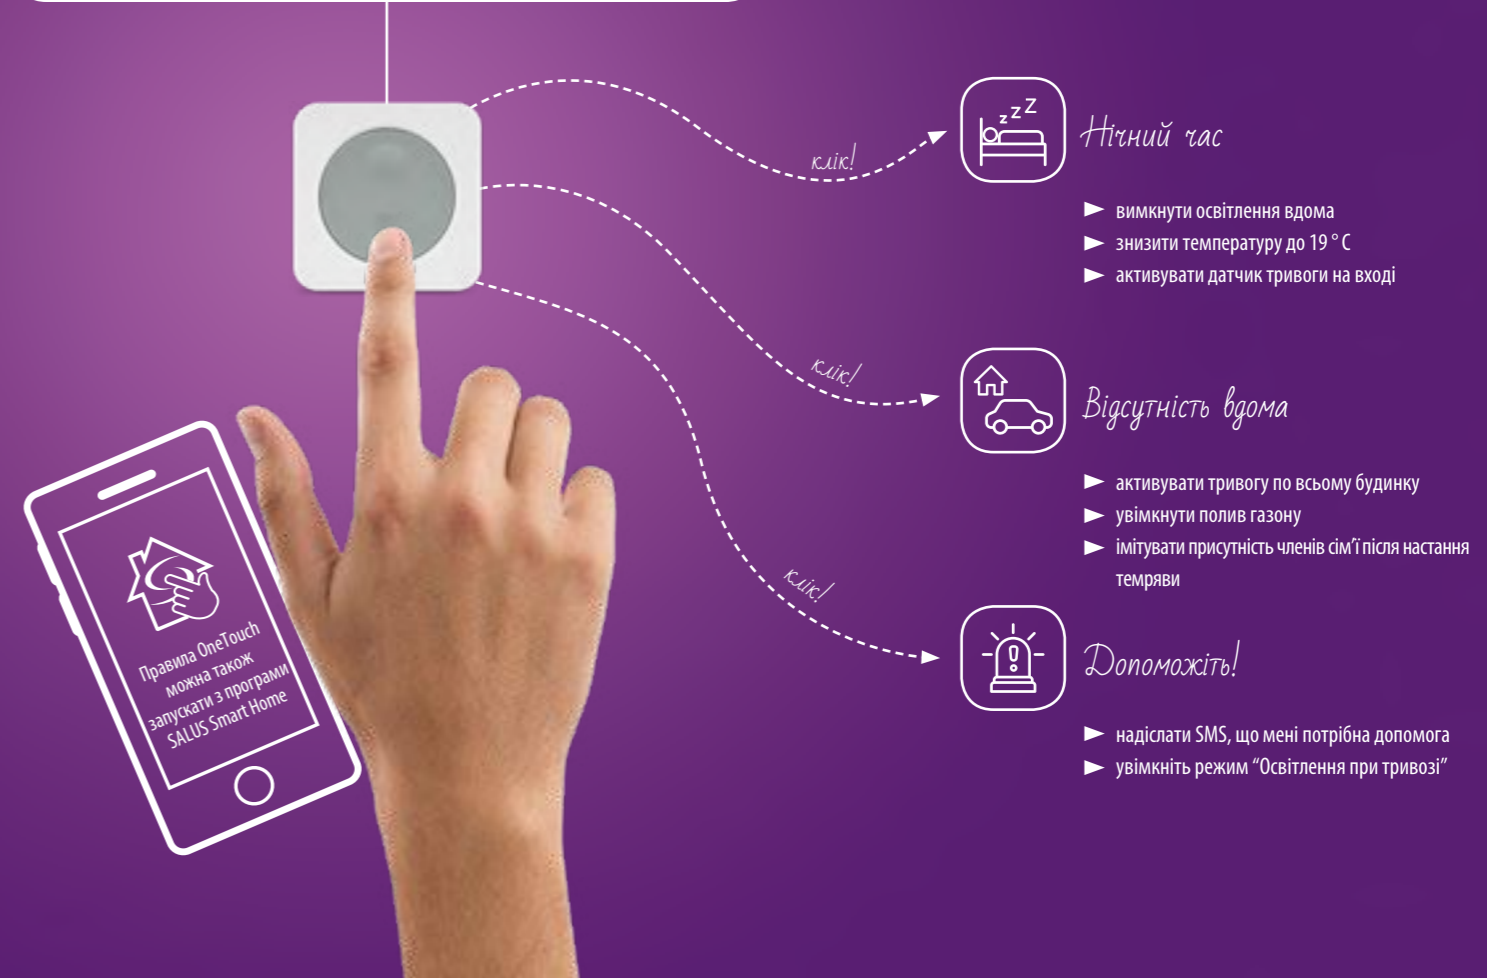 клік!
Нічний час
вимкнути освітлення вдома
знизити температуру до 19 ° C
активувати датчик тривоги на вході
клік!
Відсутність вдома
активувати тривогу по всьому будинку
увімкнути полив газону
імітувати присутність членів сім’ї після настання
темряви
клік!
Допоможіть!
надіслати SMS, що мені потрібна допомога
увімкніть режим “Освітлення при тривозі”
Правила OneTouch
можна також
запускати з програми
SALUS Smart Home